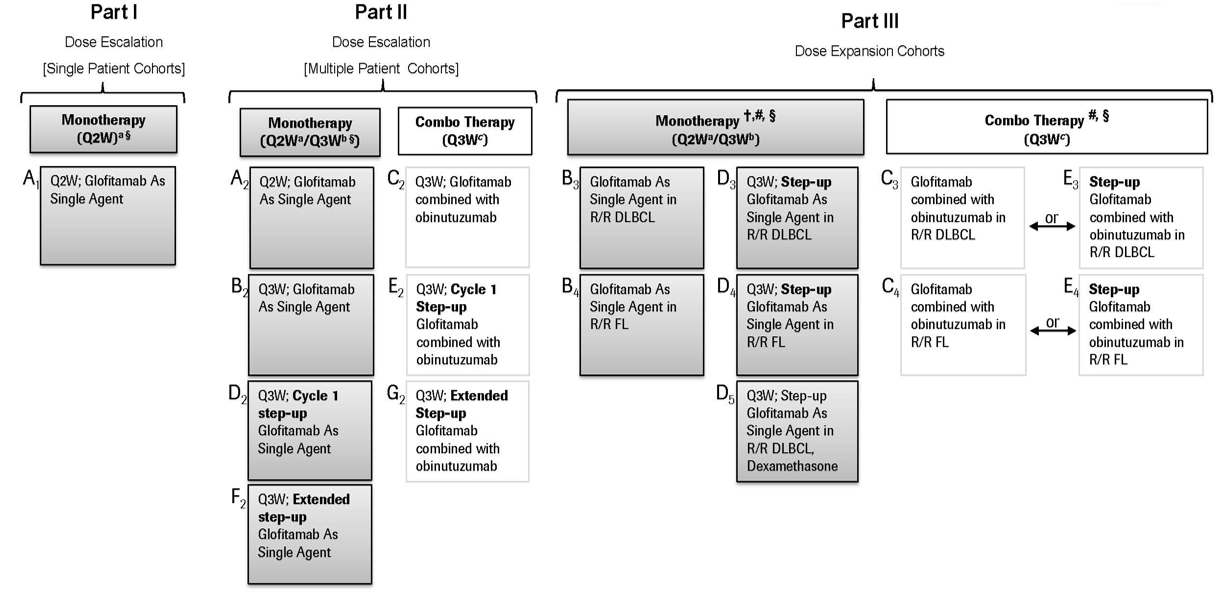 Part I
Dose Escalation
[Single Patient Cohorts]
Monotherapy
(Q2W)a §
A1
Q2W; Glofitamab As
Single Agent
Part II
Dose Escalation
[Multiple Patient Cohorts]
Monotherapy
(Q2Wa/Q3Wb §)
A2
Q2W; Glofitamab
As Single Agent
B2
Q3W; Glofitamab
As Single Agent
D2
Q3W; Cycle 1
step-up
Glofitamab As
Single Agent
F2
Q3W; Extended
step-up
Glofitamab As
Single Agent
Combo Therapy
(Q3Wc)
C2
Q3W; Glofitamab
combined with
obinutuzumab
E2
Q3W; Cycle 1
Step-up
Glofitamab
combined with
obinutuzumab
G2
Q3W; Extended
Step-up
Glofitamab
combined with
obinutuzumab
Part III
Dose Expansion Cohorts
Monotherapy †,#, §
(Q2Wa/Q3Wb)
B3
Glofitamab As
Single Agent in
R/R DLBCL
D3
Q3W; Step-up
Glofitamab As
Single Agent in
R/R DLBCL
B4
Glofitamab As
Single Agent in
R/R FL
D4
Q3W; Step-up
Glofitamab As
Single Agent in
R/R FL
D5
Q3W; Step-up
Glofitamab As
Single Agent in
R/R DLBCL,
Dexamethasone
Combo Therapy #, §
(Q3Wc)
C3
Glofitamab
combined with
obinutuzumab in
R/R DLBCL
or
E3
Step-up
Glofitamab
combined with
obinutuzumab in
R/R DLBCL
C4
Glofitamab
combined with
obinutuzumab in
R/R FL
or
E4
Step-up
Glofitamab
combined with
obinutuzumab in
R/R FL